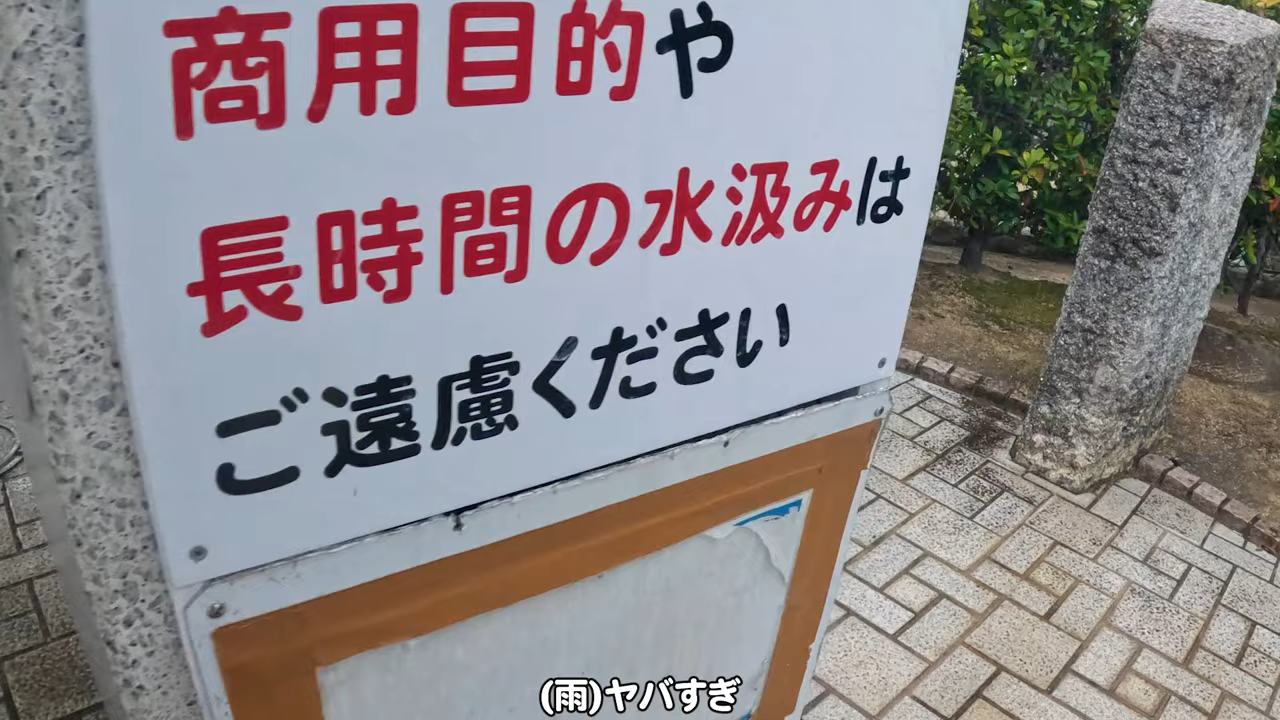 商用目的や
長時間の水汲みは
ご遠慮ください
(雨)ヤバすぎ